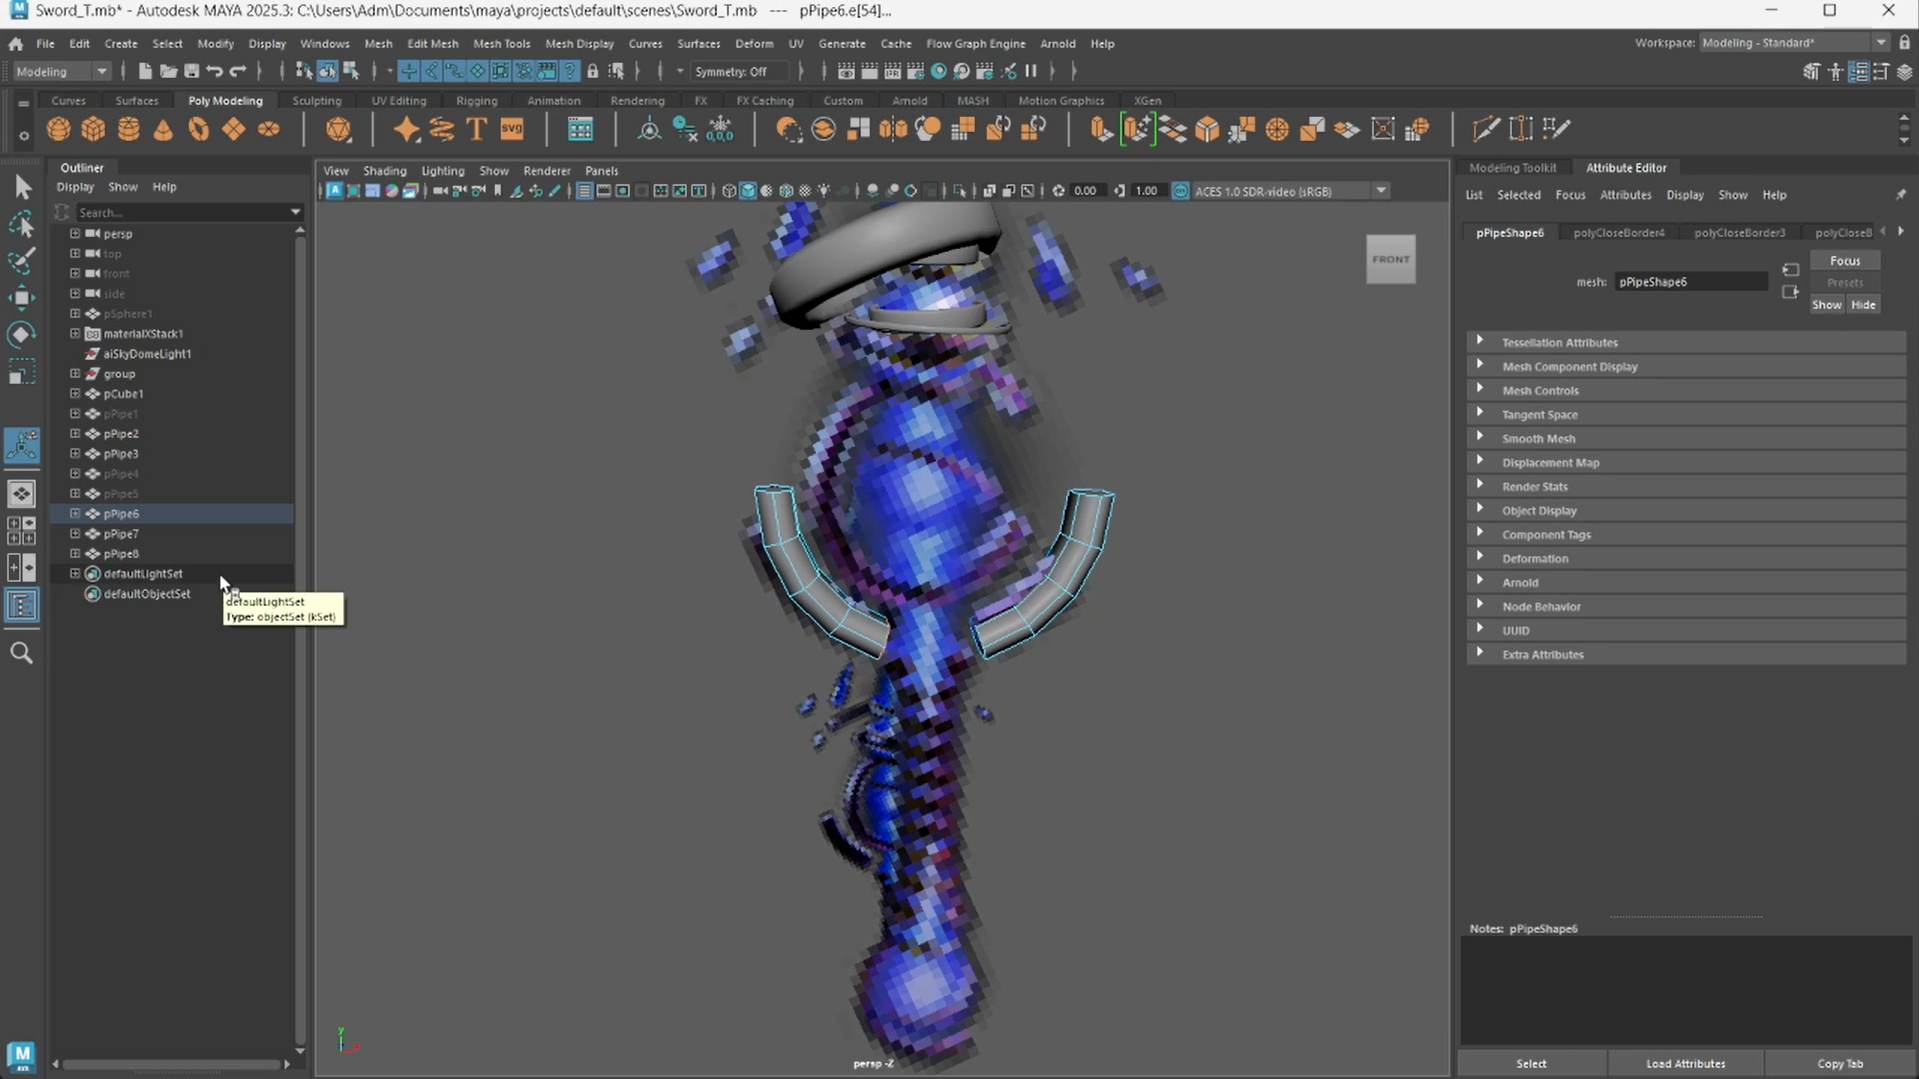 Sword_T.mb* - Autodesk MAYA 2025.3: C:\Users\Adm\Documents\maya\projects\default\scenes\Sword_T.mb --- pPipe6.e[54]...
File Edit Create Select Modify Display Windows Mesh Edit Mesh Mesh Tools Mesh Display Curves Surfaces Deform UV Generate Cache Flow Graph Engine Arnold Help
Workspace: Modeling - Standard*
Modeling
Symmetry: Off
Curves Surfaces Poly Modeling Sculpting UV Editing Rigging Animation Rendering FX FX Caching Custom Arnold MASH Motion Graphics XGen
T
SVG
0,0,0
Outliner
Display Show Help
Search...
persp
top
front
side
pSphere1
materialXStack1
aiSkyDomeLight1
group
pCube1
pPipe1
pPipe2
pPipe3
pPipe4
pPipe5
pPipe6
pPipe7
pPipe8
defaultLightSet
defaultObjectSet
defaultLightSet
Type: objectSet (kSet)
View Shading Lighting Show Renderer Panels
0.00
1.00
ACES 1.0 SDR-video (sRGB)
FRONT
y
x
persp -Z
Modeling Toolkit Attribute Editor
List Selected Focus Attributes Display Show Help
pPipeShape6 polyCloseBorder4 polyCloseBorder3 polyCloseB
mesh: pPipeShape6
Focus
Presets
Show Hide
Tessellation Attributes
Mesh Component Display
Mesh Controls
Tangent Space
Smooth Mesh
Displacement Map
Render Stats
Object Display
Component Tags
Deformation
Arnold
Node Behavior
UUID
Extra Attributes
Notes: pPipeShape6
Select Load Attributes Copy Tab
M